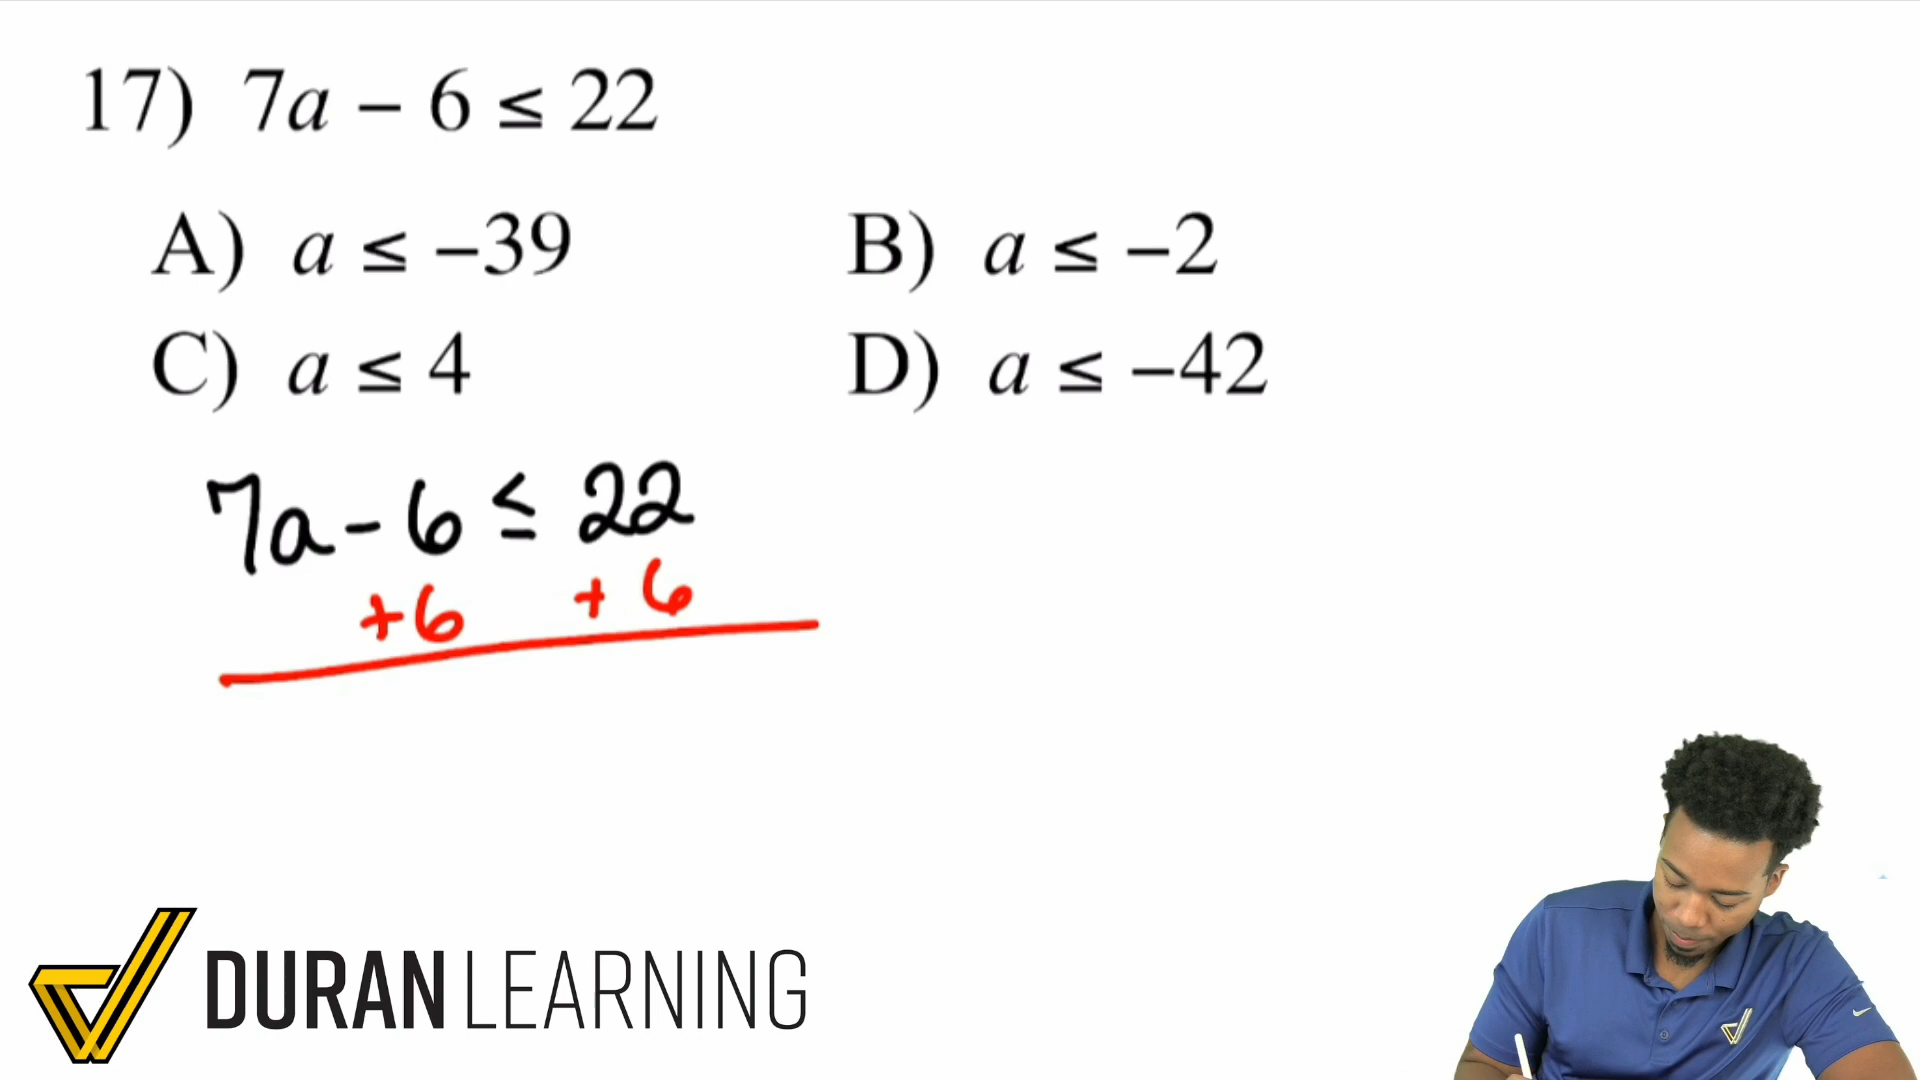 17) 7a − 6 ≤ 22
A) a ≤ −39 B) a ≤ −2
C) a ≤ 4 D) a ≤ −42
7a - 6 ≤ 22
+6 + 6
DURAN LEARNING